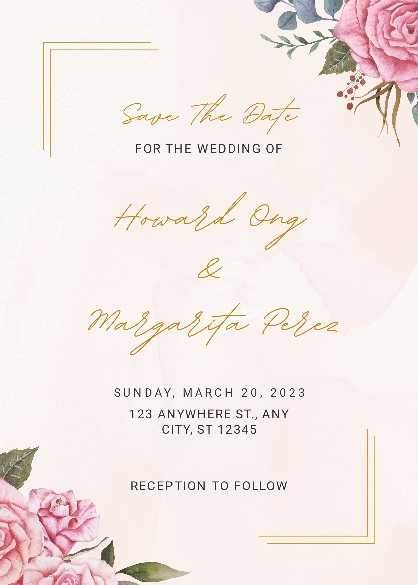 Save The Date
FOR THE WEDDING OF
Howard Ong
&
Margarita Perez
SUNDAY, MARCH 20, 2023
123 ANYWHERE ST., ANY
CITY, ST 12345
RECEPTION TO FOLLOW